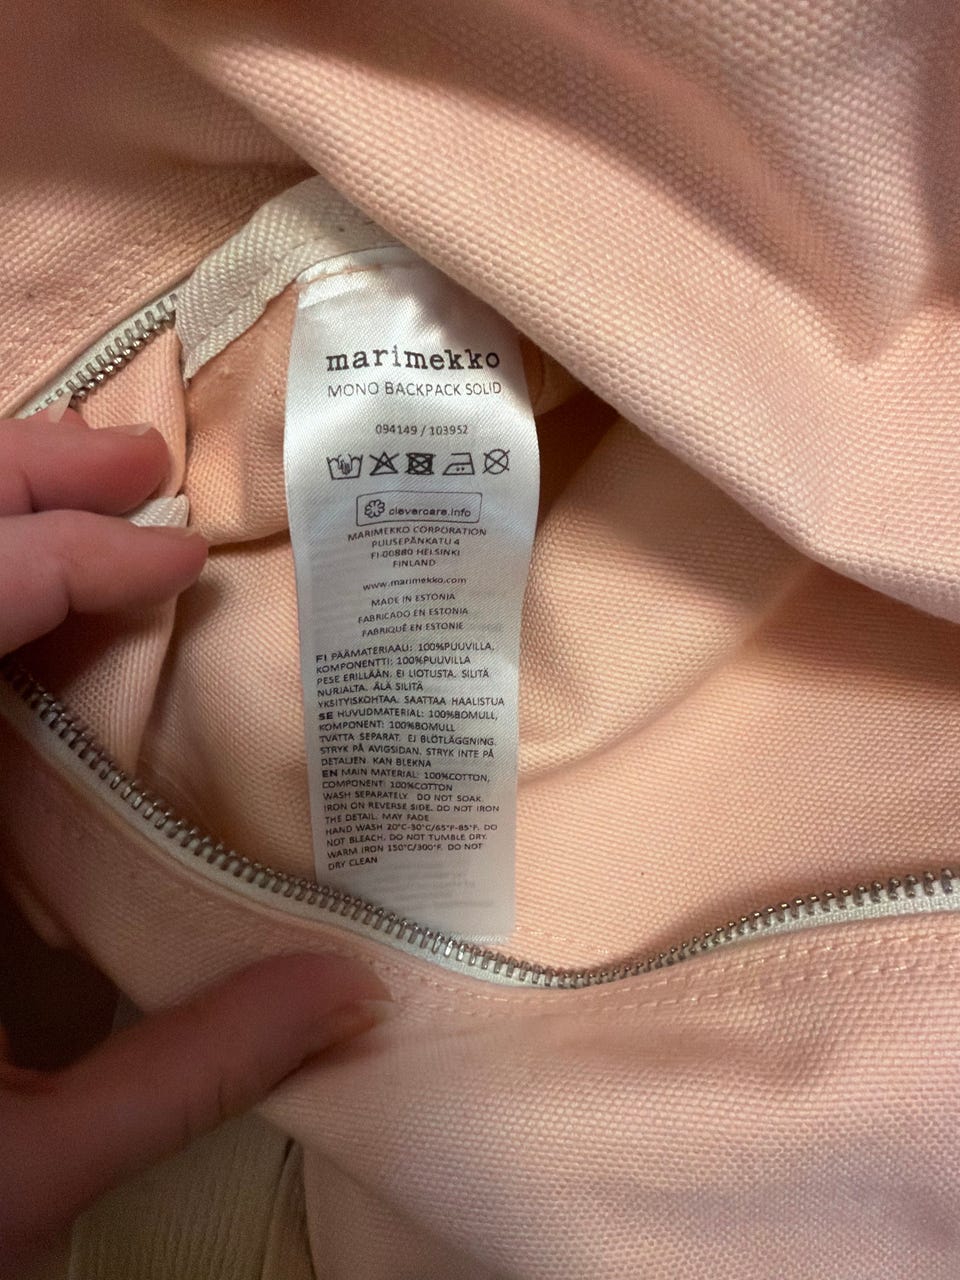 marimekko
MONO BACKPACK SOLID
094149 / 103952
clevercare.info
MARIMEKKO CORPORATION
PUUSEPÄNKATU 4
FI-00880 HELSINKI
FINLAND
www.marimekko.com
MADE IN ESTONIA
FABRICADO EN ESTONIA
FABRIQUÉ EN ESTONIE
FI PÄÄMATERIAALI: 100%PUUVILLA,
KOMPONENTTI: 100%PUUVILLA
PESE ERILLÄÄN. EI LIOTUSTA. SILITÄ
NURJALTA. ÄLÄ SILITÄ
YKSITYISKOHTAA. SAATTAA HAALISTUA
SE HUVUDMATERIAL: 100%BOMULL,
KOMPONENT: 100%BOMULL
TVÄTTA SEPARAT. EJ BLÖTLÄGGNING.
STRYK PÅ AVIGSIDAN. STRYK INTE PÅ
DETALJEN. KAN BLEKNA
EN MAIN MATERIAL: 100%COTTON,
COMPONENT: 100%COTTON
WASH SEPARATELY. DO NOT SOAK.
IRON ON REVERSE SIDE. DO NOT IRON
THE DETAIL. MAY FADE
HAND WASH 20°C-30°C/65°F-85°F. DO
NOT BLEACH. DO NOT TUMBLE DRY.
WARM IRON 150°C/300°F. DO NOT
DRY CLEAN